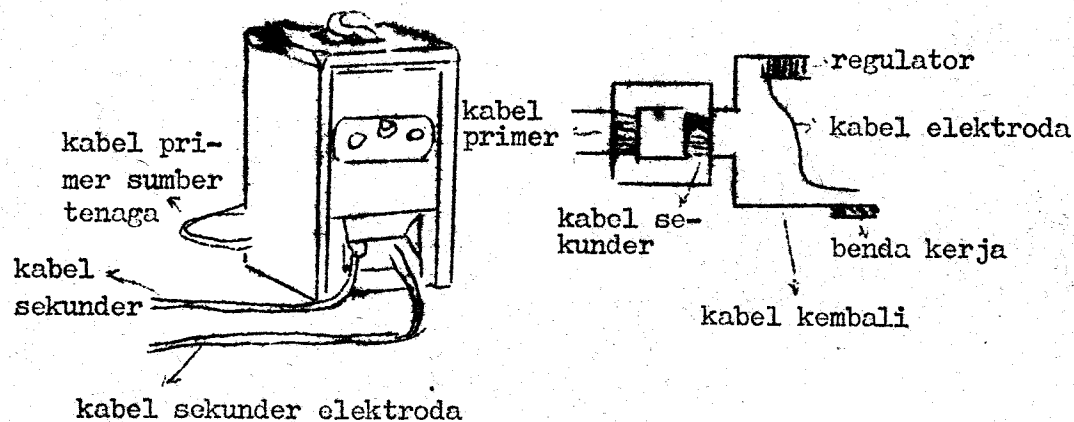 kabel pri-
mer sumber
tenaga
kabel
sekunder
kabel sekunder elektroda
kabel
primer
kabel se-
kunder
regulator
kabel elektroda
benda kerja
kabel kembali